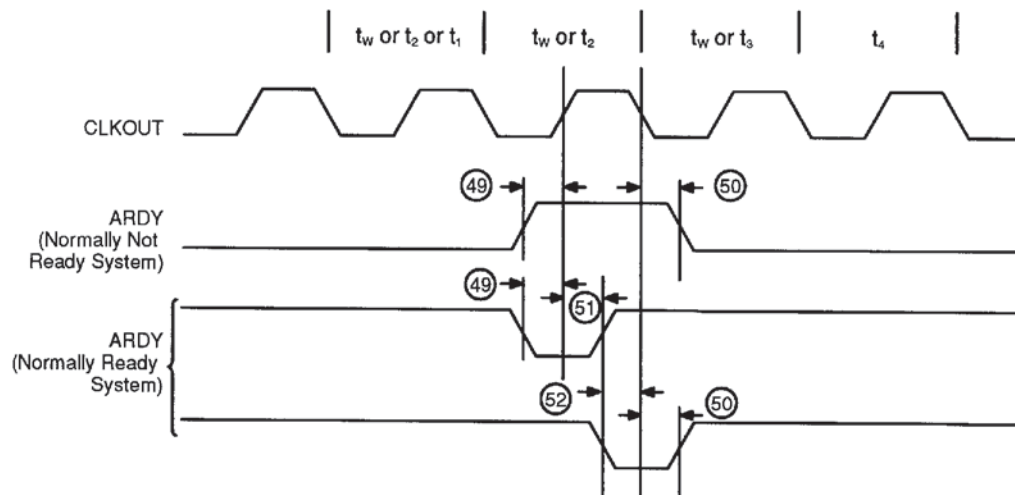 tW or t2 or t1
tW or t2
tW or t3
t4
CLKOUT
49
50
ARDY
(Normally Not
Ready System)
49
51
ARDY
(Normally Ready
System)
52
50